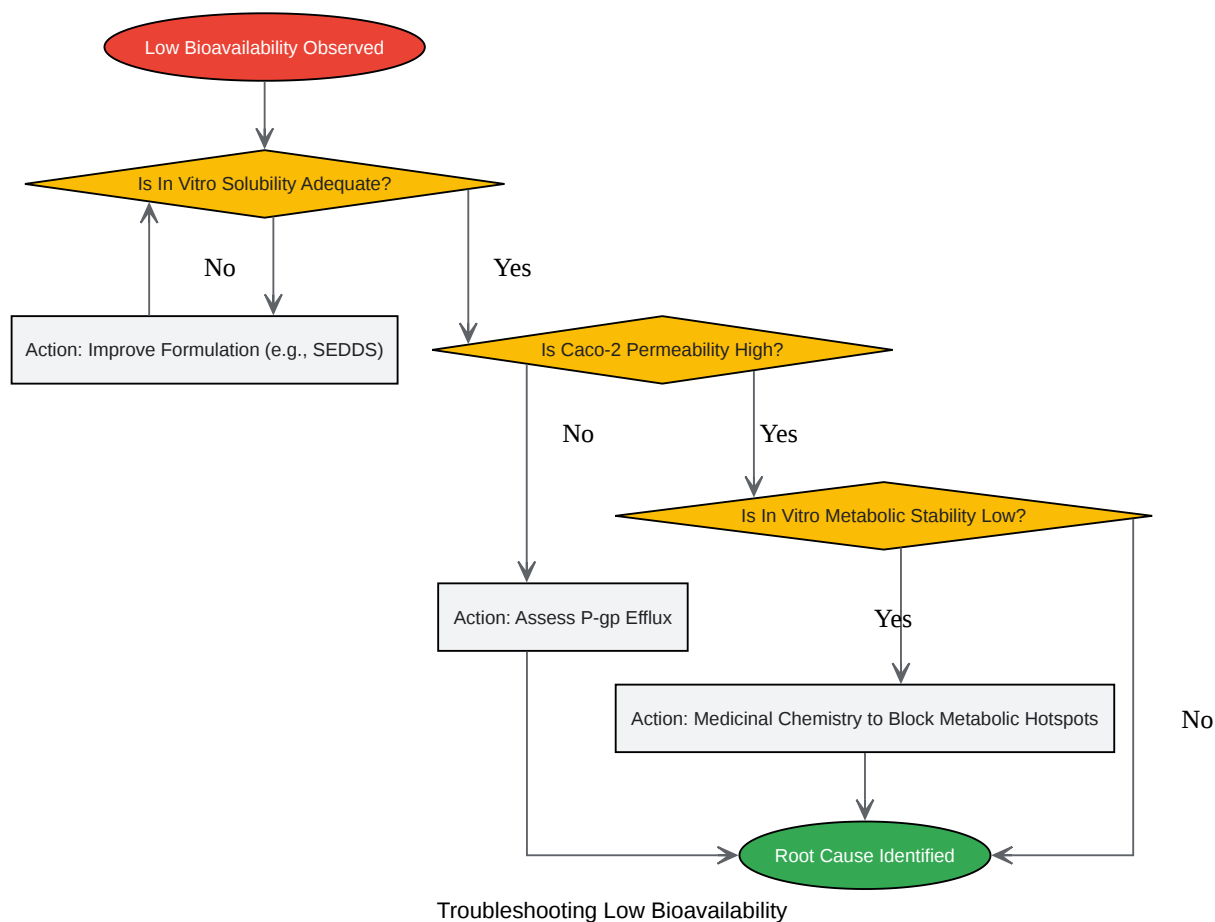 Low Bioavailability Observed
Is In Vitro Solubility Adequate?
No
Yes
Action: Improve Formulation (e.g., SEDDS)
Is Caco-2 Permeability High?
No
Yes
Is In Vitro Metabolic Stability Low?
Action: Assess P-gp Efflux
Yes
Action: Medicinal Chemistry to Block Metabolic Hotspots
No
Root Cause Identified
Troubleshooting Low Bioavailability